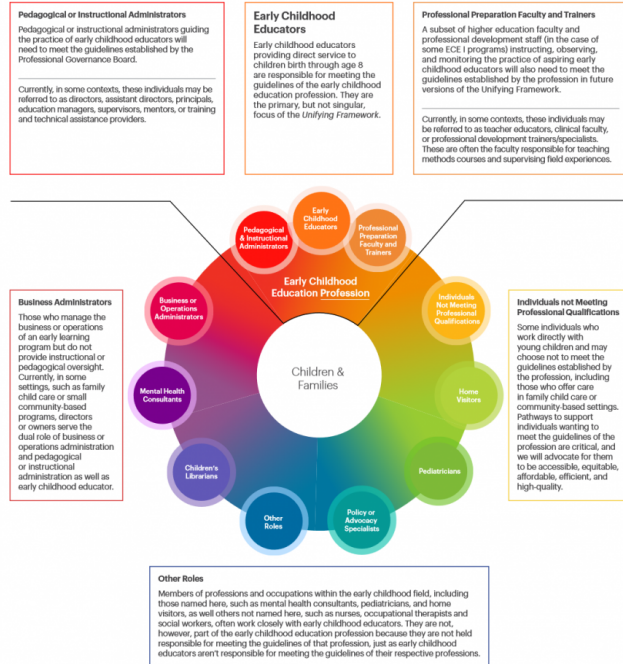 Pedagogical or Instructional Administrators
Pedagogical or instructional administrators guiding
the practice of early childhood educators will
need to meet the guidelines established by the
Professional Governance Board.
Currently, in some contexts, these individuals may be
referred to as directors, assistant directors, principals,
education managers, supervisors, mentors, or training
and technical assistance providers.
Early Childhood
Educators
Early childhood educators
providing direct service to
children birth through age 8
are responsible for meeting the
guidelines of the early childhood
education profession. They are
the primary, but not singular,
focus of the Unifying Framework.
Professional Preparation Faculty and Trainers
A subset of higher education faculty and
professional development staff (in the case of
some ECE I programs) instructing, observing,
and monitoring the practice of aspiring early
childhood educators will also need to meet the
guidelines established by the profession in future
versions of the Unifying Framework.
Currently, in some contexts, these individuals may
be referred to as teacher educators, clinical faculty,
or professional development trainers/specialists.
These are often the faculty responsible for teaching
methods courses and supervising field experiences.
Early
Childhood
Educators
Pedagogical
& Instructional
Administrators
Professional
Preparation
Faculty and
Trainers
Early Childhood
Education Profession
Business or
Operations
Administrators
Individuals
Not Meeting
Professional
Qualifications
Children &
Families
Mental Health
Consultants
Home
Visitors
Children's
Librarians
Pediatricians
Other
Roles
Policy or
Advocacy
Specialists
Business Administrators
Those who manage the
business or operations
of an early learning
program but do not
provide instructional or
pedagogical oversight.
Currently, in some
settings, such as family
child care or small
community-based
programs, directors
or owners serve the
dual role of business or
operations administration
and pedagogical
or instructional
administration as well as
early childhood educator.
Individuals not Meeting
Professional Qualifications
Some individuals who
work directly with
young children and may
choose not to meet the
guidelines established by
the profession, including
those who offer care
in family child care or
community-based settings.
Pathways to support
individuals wanting to
meet the guidelines of the
profession are critical, and
we will advocate for them
to be accessible, equitable,
affordable, efficient, and
high-quality.
Other Roles
Members of professions and occupations within the early childhood field, including
those named here, such as mental health consultants, pediatricians, and home
visitors, as well others not named here, such as nurses, occupational therapists and
social workers, often work closely with early childhood educators. They are not,
however, part of the early childhood education profession because they are not held
responsible for meeting the guidelines of that profession, just as early childhood
educators aren't responsible for meeting the guidelines of their respective professions.